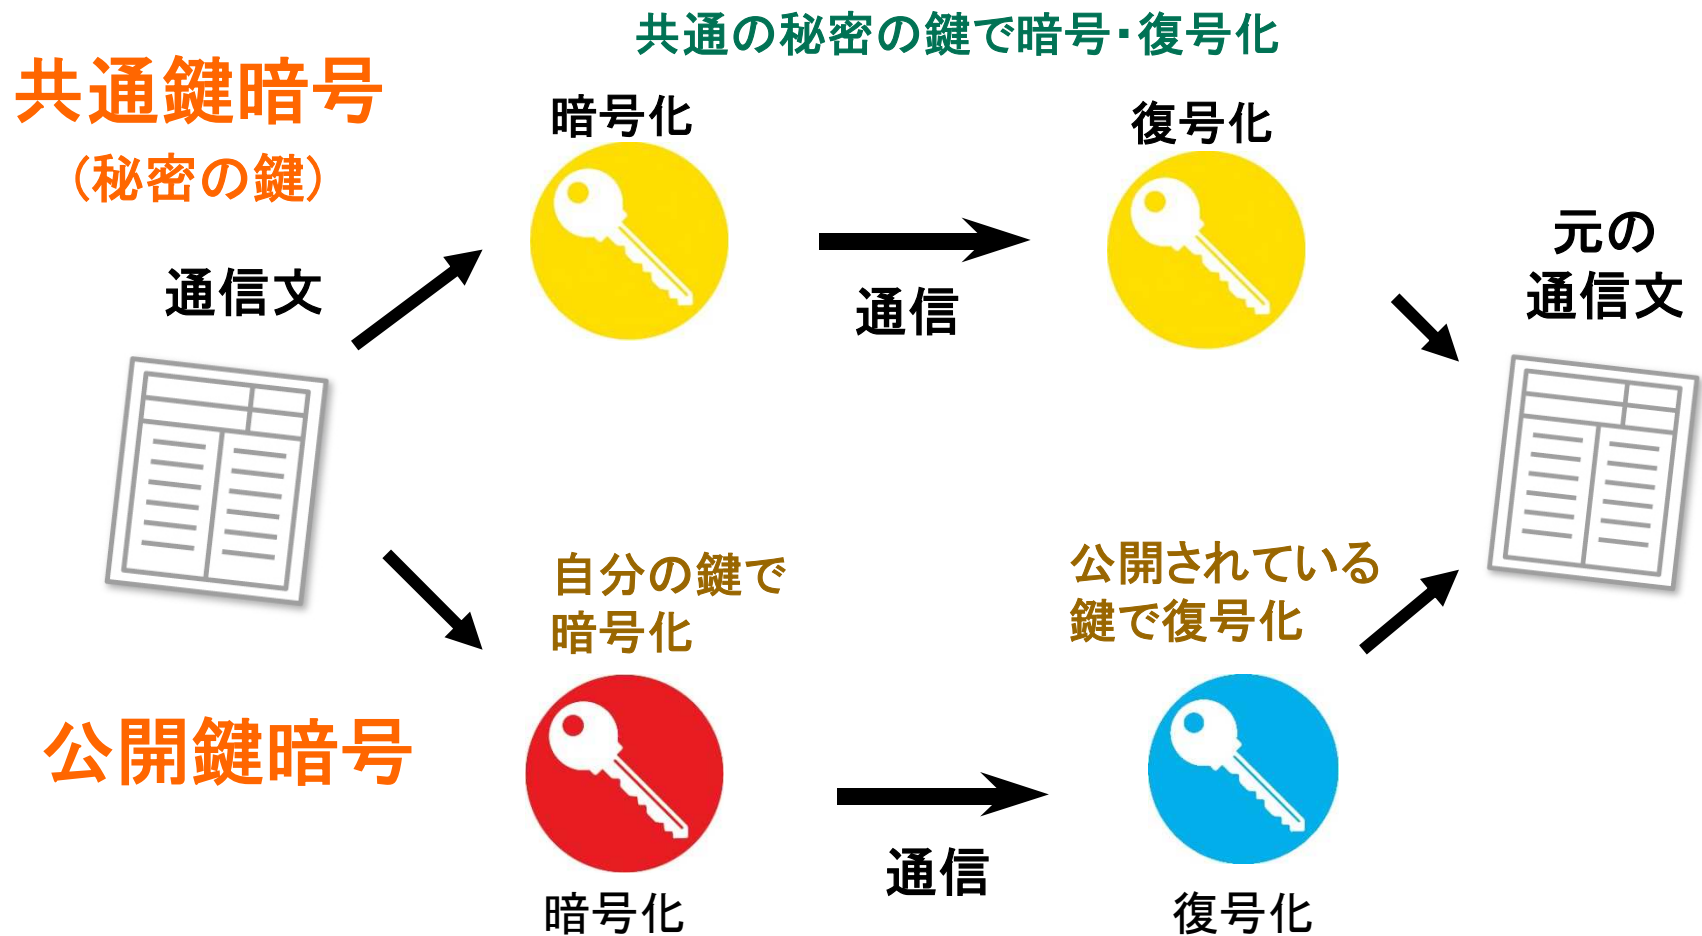 共通の秘密の鍵で暗号・復号化
共通鍵暗号
（秘密の鍵）
暗号化
復号化
通信文
通信
元の
通信文
自分の鍵で
暗号化
公開されている
鍵で復号化
公開鍵暗号
通信
暗号化
復号化